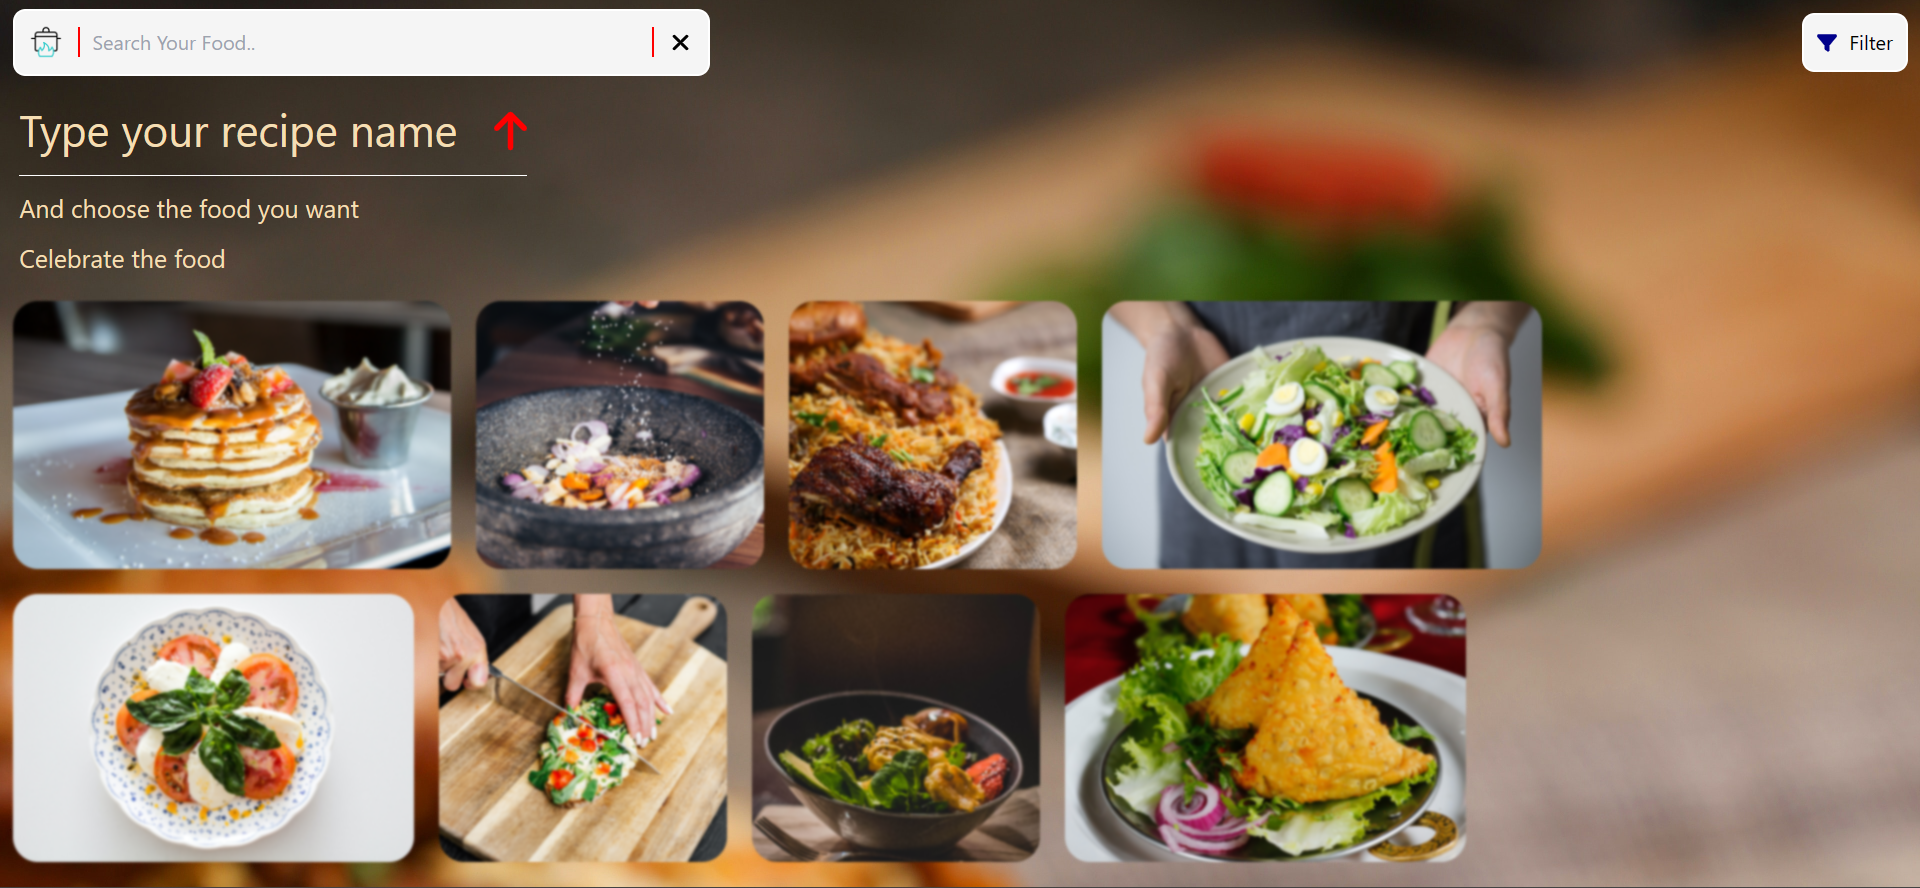 Search Your Food..
Filter
Type your recipe name
And choose the food you want
Celebrate the food